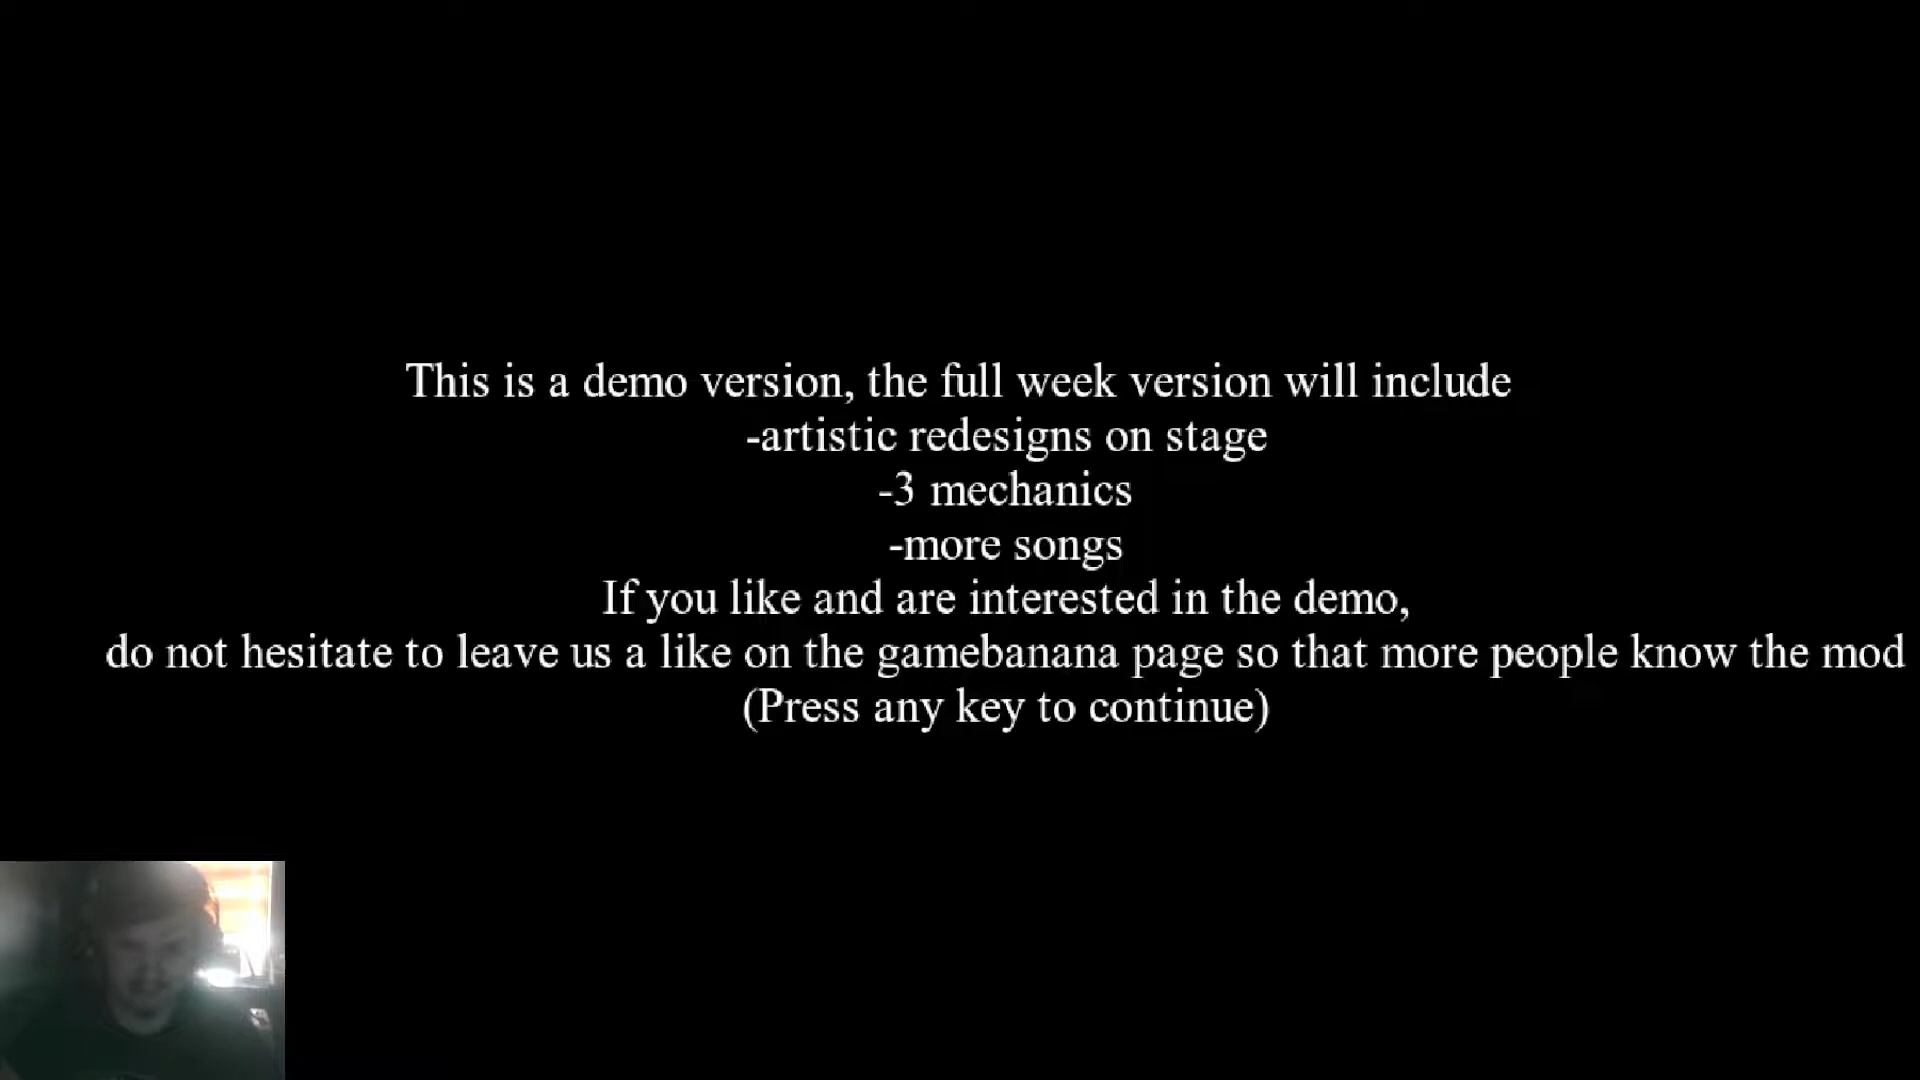 This is a demo version, the full week version will include
-artistic redesigns on stage
-3 mechanics
-more songs
If you like and are interested in the demo,
do not hesitate to leave us a like on the gamebanana page so that more people know the mod
(Press any key to continue)